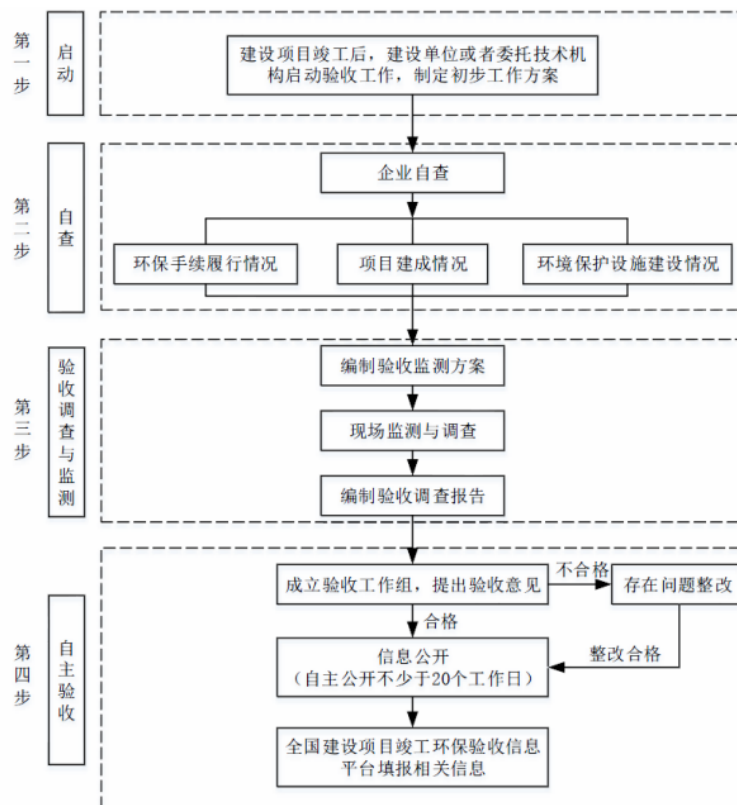 第一步
启动
建设项目竣工后，建设单位或者委托技术机
构启动验收工作，制定初步工作方案
第二步
自查
企业自查
环保手续履行情况
项目建成情况
环境保护设施建设情况
第三步
验收调查与监测
编制验收监测方案
现场监测与调查
编制验收调查报告
第四步
自主验收
成立验收工作组，提出验收意见
不合格
存在问题整改
合格
整改合格
信息公开
（自主公开不少于20个工作日）
全国建设项目竣工环保验收信息
平台填报相关信息